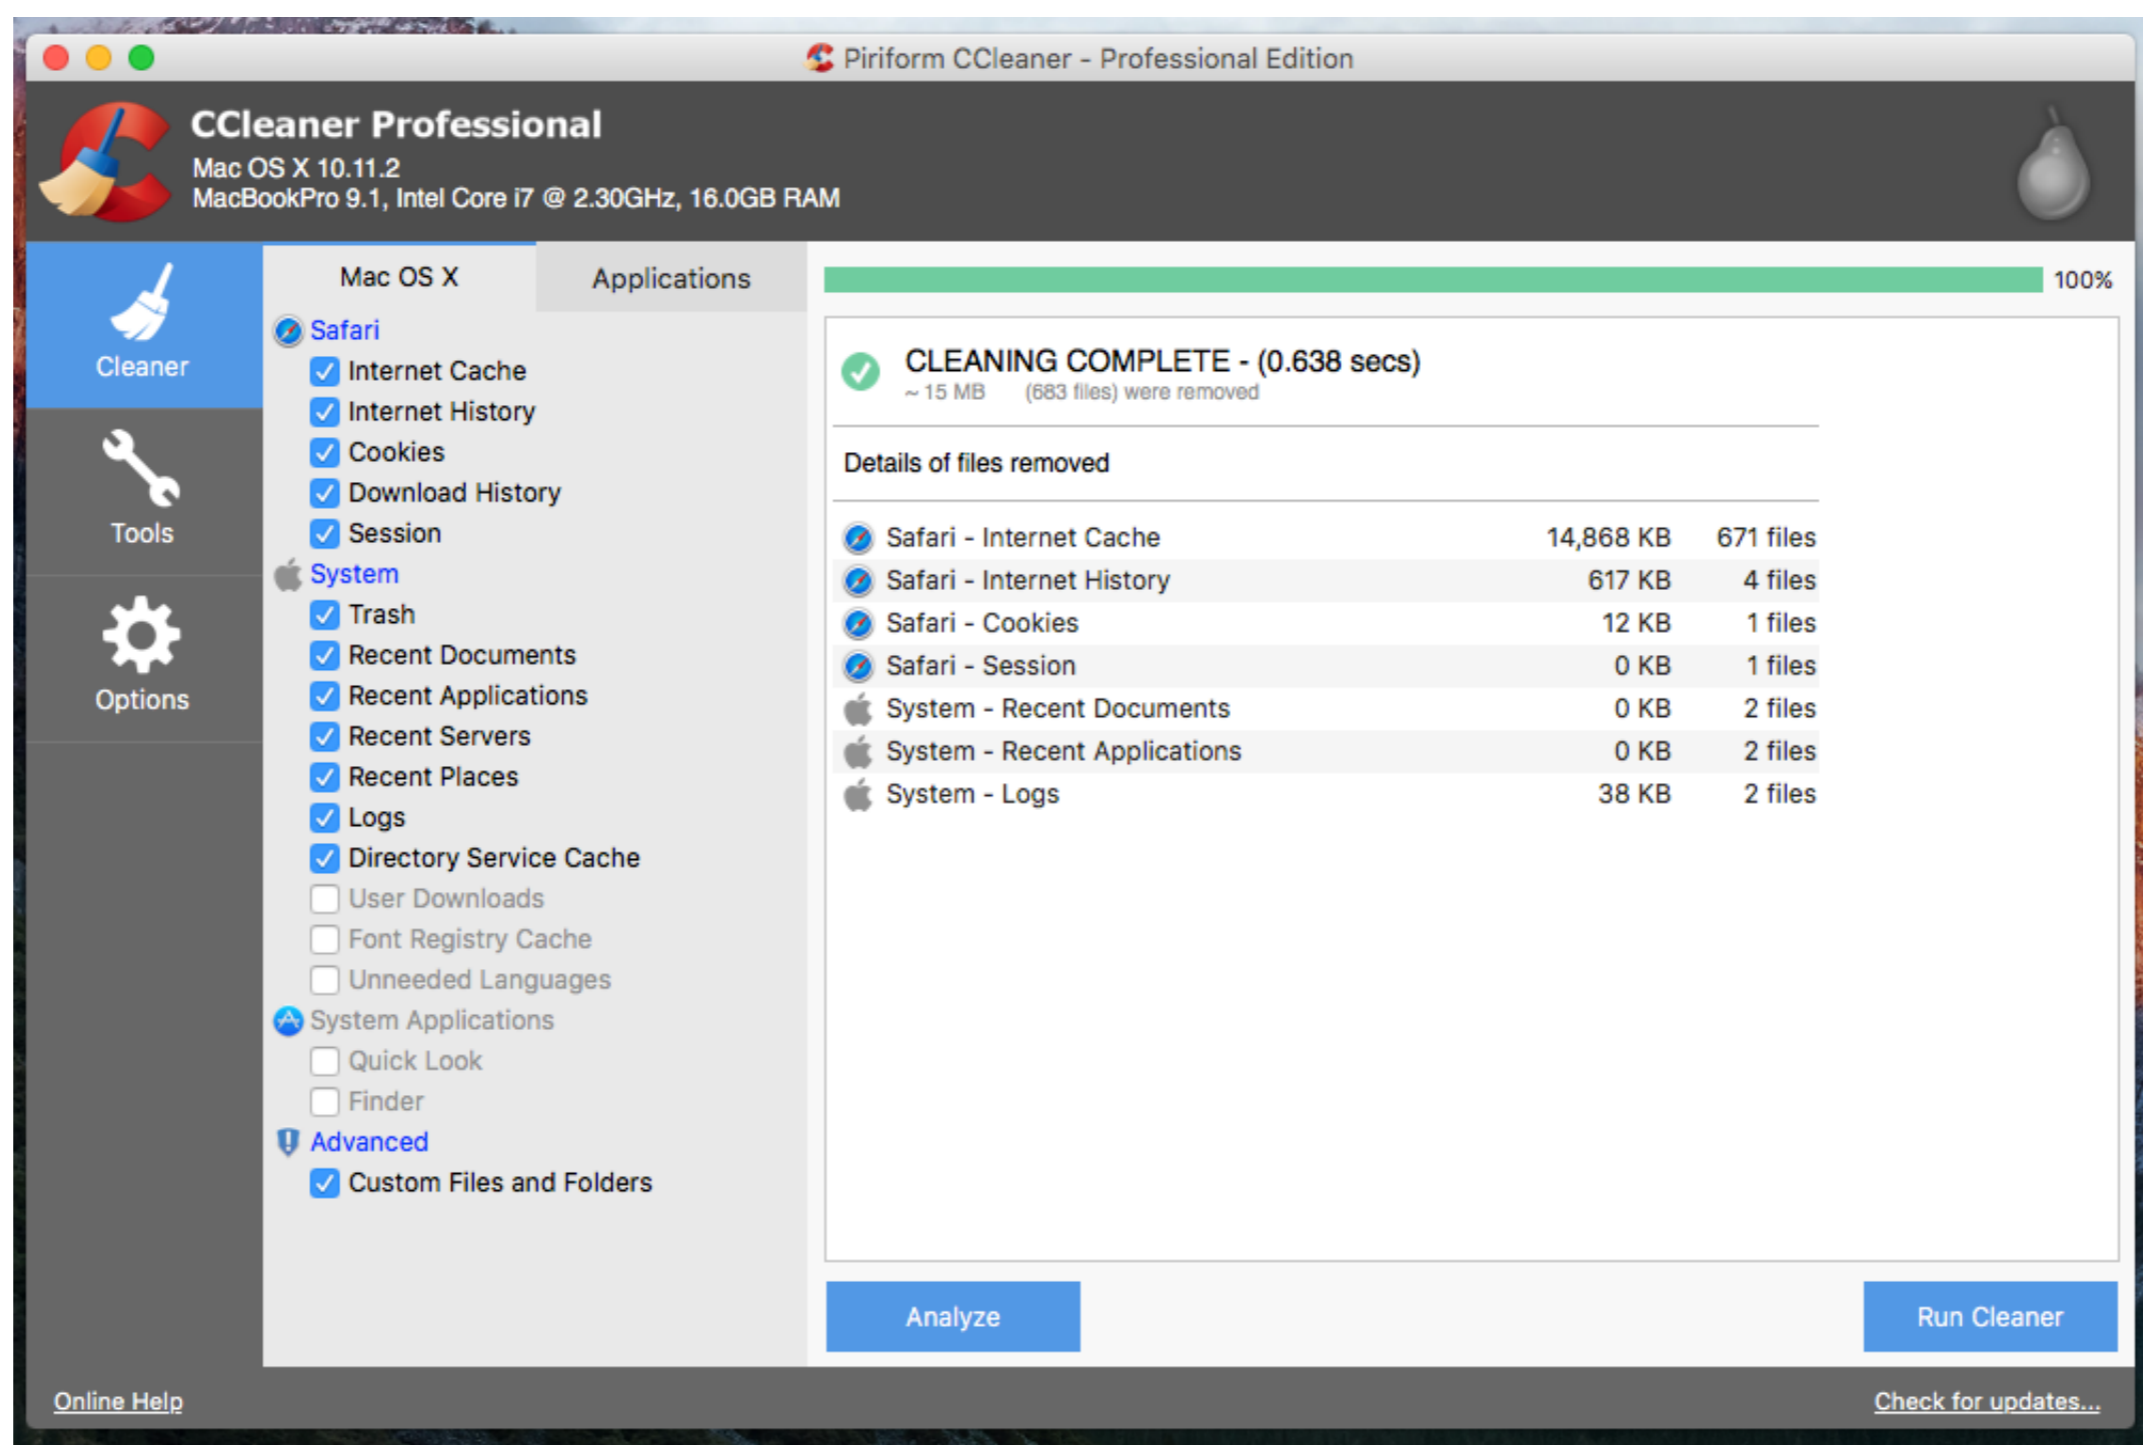 Piriform CCleaner - Professional Edition
CCleaner Professional
Mac OS X 10.11.2
MacBookPro 9.1, Intel Core i7 @ 2.30GHz, 16.0GB RAM
Cleaner
Tools
Options
Mac OS X
Applications
Safari
Internet Cache
Internet History
Cookies
Download History
Session
System
Trash
Recent Documents
Recent Applications
Recent Servers
Recent Places
Logs
Directory Service Cache
User Downloads
Font Registry Cache
Unneeded Languages
System Applications
Quick Look
Finder
Advanced
Custom Files and Folders
100%
CLEANING COMPLETE - (0.638 secs)
~ 15 MB (683 files) were removed
Details of files removed
Safari - Internet Cache 14,868 KB 671 files
Safari - Internet History 617 KB 4 files
Safari - Cookies 12 KB 1 files
Safari - Session 0 KB 1 files
System - Recent Documents 0 KB 2 files
System - Recent Applications 0 KB 2 files
System - Logs 38 KB 2 files
Analyze
Run Cleaner
Online Help
Check for updates...